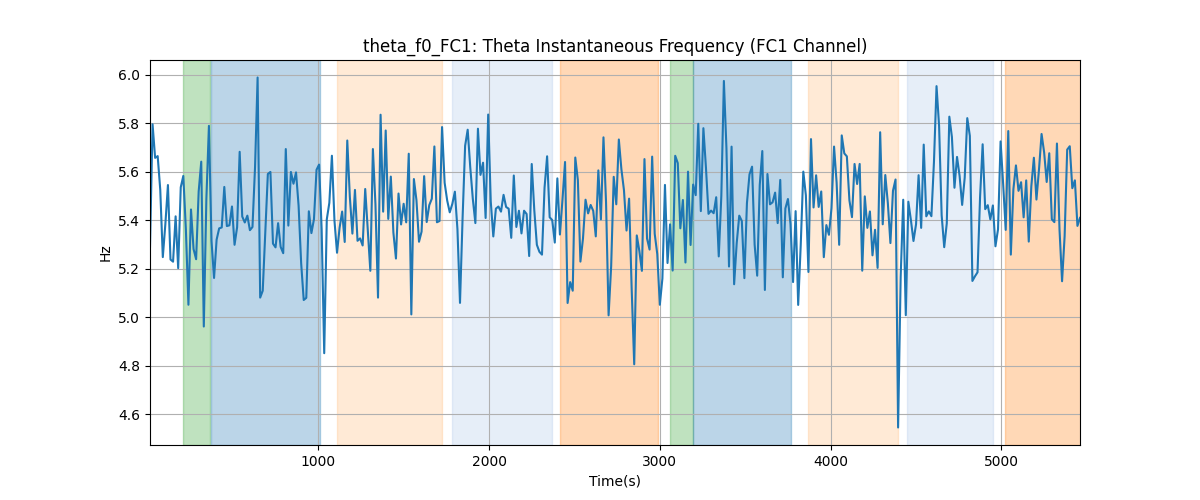 theta_f0_FC1: Theta Instantaneous Frequency (FC1 Channel)
6.0
5.8
5.6
5.4
5.2
5.0
4.8
4.6
Hz
1000 2000 3000 4000 5000
Time(s)